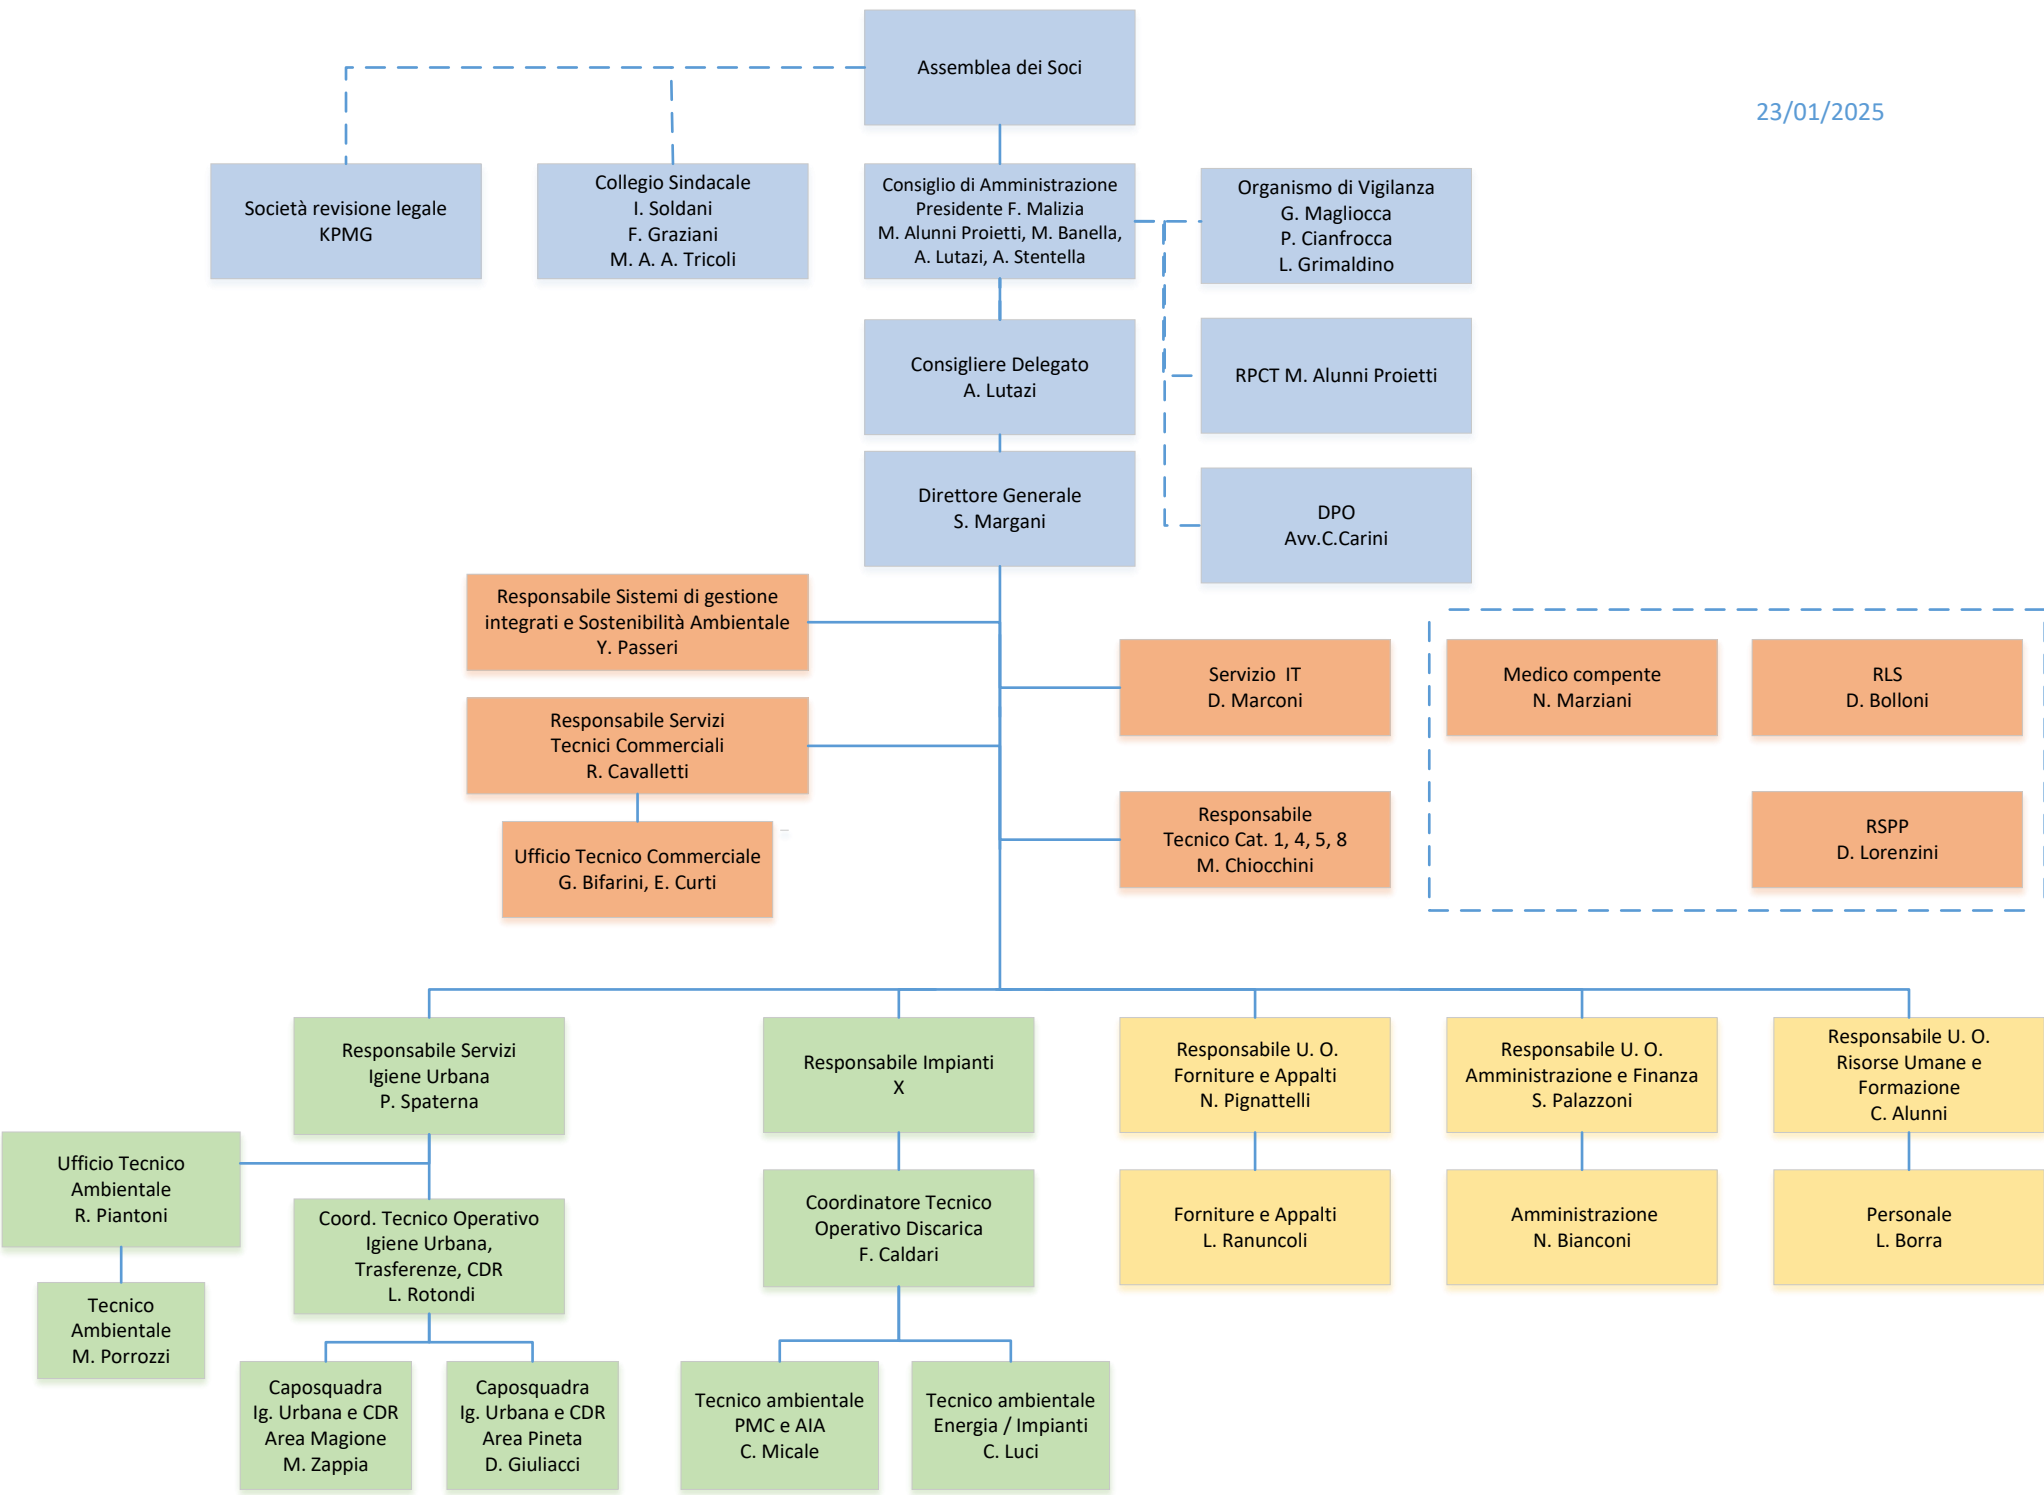 Assemblea dei Soci
23/01/2025
Società revisione legale
KPMG
Collegio Sindacale
I. Soldani
F. Graziani
M. A. A. Tricoli
Consiglio di Amministrazione
Presidente F. Malizia
M. Alunni Proietti, M. Banella,
A. Lutazi, A. Stentella
Organismo di Vigilanza
G. Magliocca
P. Cianfrocca
L. Grimaldino
Consigliere Delegato
A. Lutazi
RPCT M. Alunni Proietti
Direttore Generale
S. Margani
DPO
Avv.C.Carini
Responsabile Sistemi di gestione
integrati e Sostenibilità Ambientale
Y. Passeri
Servizio  IT
D. Marconi
Medico compente
N. Marziani
RLS
D. Bolloni
Responsabile Servizi
Tecnici Commerciali
R. Cavalletti
Responsabile
Tecnico Cat. 1, 4, 5, 8
M. Chiocchini
RSPP
D. Lorenzini
Ufficio Tecnico Commerciale
G. Bifarini, E. Curti
Responsabile Servizi
Igiene Urbana
P. Spaterna
Responsabile Impianti
X
Responsabile U. O.
Forniture e Appalti
N. Pignattelli
Responsabile U. O.
Amministrazione e Finanza
S. Palazzoni
Responsabile U. O.
Risorse Umane e
Formazione
C. Alunni
Ufficio Tecnico
Ambientale
R. Piantoni
Coord. Tecnico Operativo
Igiene Urbana,
Trasferenze, CDR
L. Rotondi
Coordinatore Tecnico
Operativo Discarica
F. Caldari
Forniture e Appalti
L. Ranuncoli
Amministrazione
N. Bianconi
Personale
L. Borra
Tecnico
Ambientale
M. Porrozzi
Caposquadra
Ig. Urbana e CDR
Area Magione
M. Zappia
Caposquadra
Ig. Urbana e CDR
Area Pineta
D. Giuliacci
Tecnico ambientale
PMC e AIA
C. Micale
Tecnico ambientale
Energia / Impianti
C. Luci